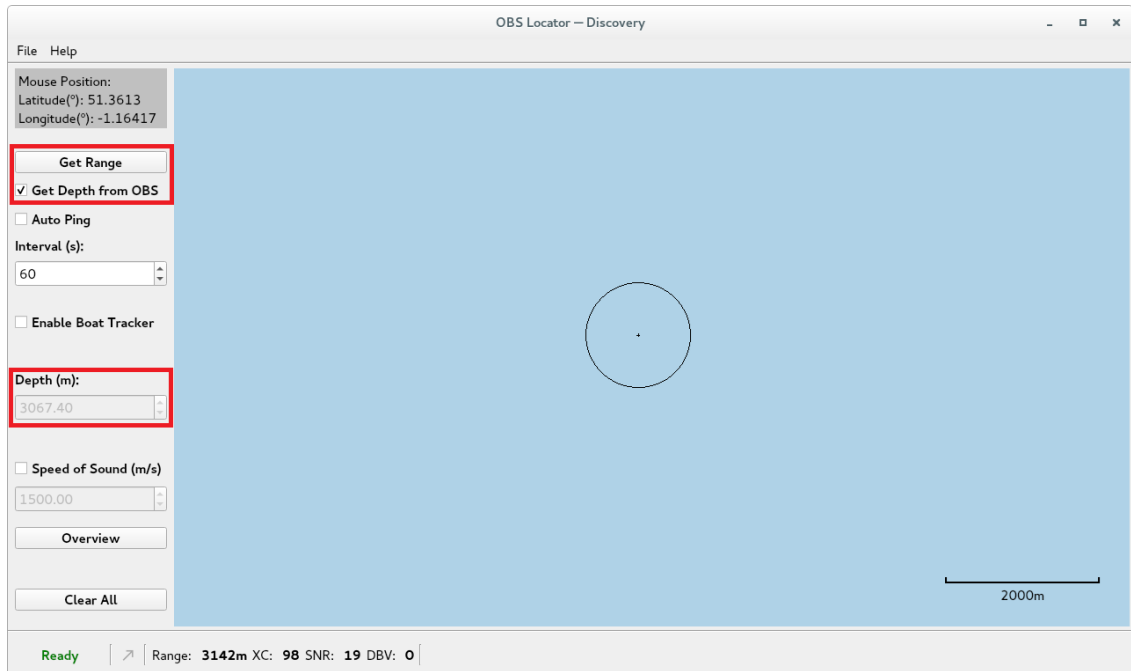 OBS Locator — Discovery
File Help
Mouse Position:
Latitude(º): 51.3613
Longitude(º): -1.16417
Get Range
Get Depth from OBS
Auto Ping
Interval (s):
60
Enable Boat Tracker
Depth (m):
3067.40
Speed of Sound (m/s)
1500.00
Overview
Clear All
2000m
Ready Range: 3142m XC: 98 SNR: 19 DBV: 0